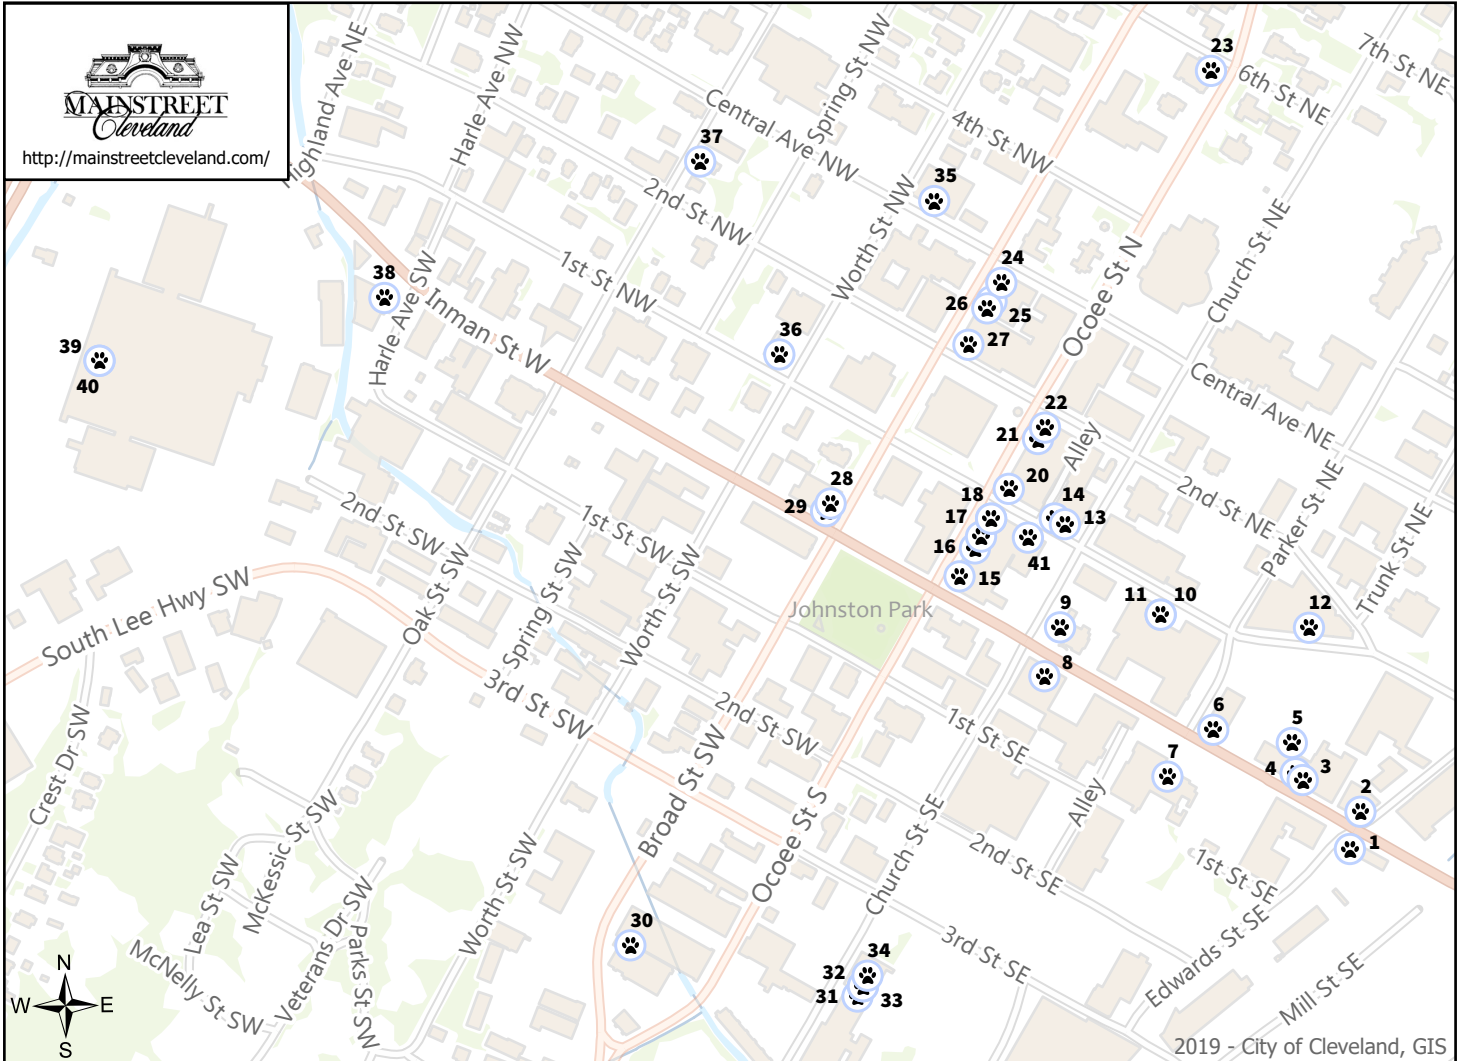 MAINSTREET
Cleveland
http://mainstreetcleveland.com/
Highland Ave NE
Harle Ave NW
Spring St NW
23
7th St NE
6th St NE
Central Ave NW
4th St NW
37
35
2nd St NW
Worth St NW
Church St NE
1st St NW
38
24
Ocoee St N
Harle Ave SW
Inman St W
26
25
39
36
27
40
Central Ave NE
22
21
Alley
20
2nd St NE
Parker St NE
Trunk St NE
28
29
18
14
17
13
2nd St SW
1st St SW
16
41
15
Johnston Park
9
11
10
12
South Lee Hwy SW
Oak St SW
Spring St SW
Worth St SW
8
3rd St SW
2nd St SW
1st St SE
6
5
7
4
3
Crest Dr SW
Broad St SW
Ocoee St S
Alley
2
1
McKessic St SW
Church St SE
2nd St SE
1st St SE
Lea St SW
Veterans Dr SW
Parks St SW
Worth St SW
30
34
3rd St SE
Edwards St SE
Mill St SE
McNelly St SW
32
31
33
N
W
E
S
2019 - City of Cleveland, GIS